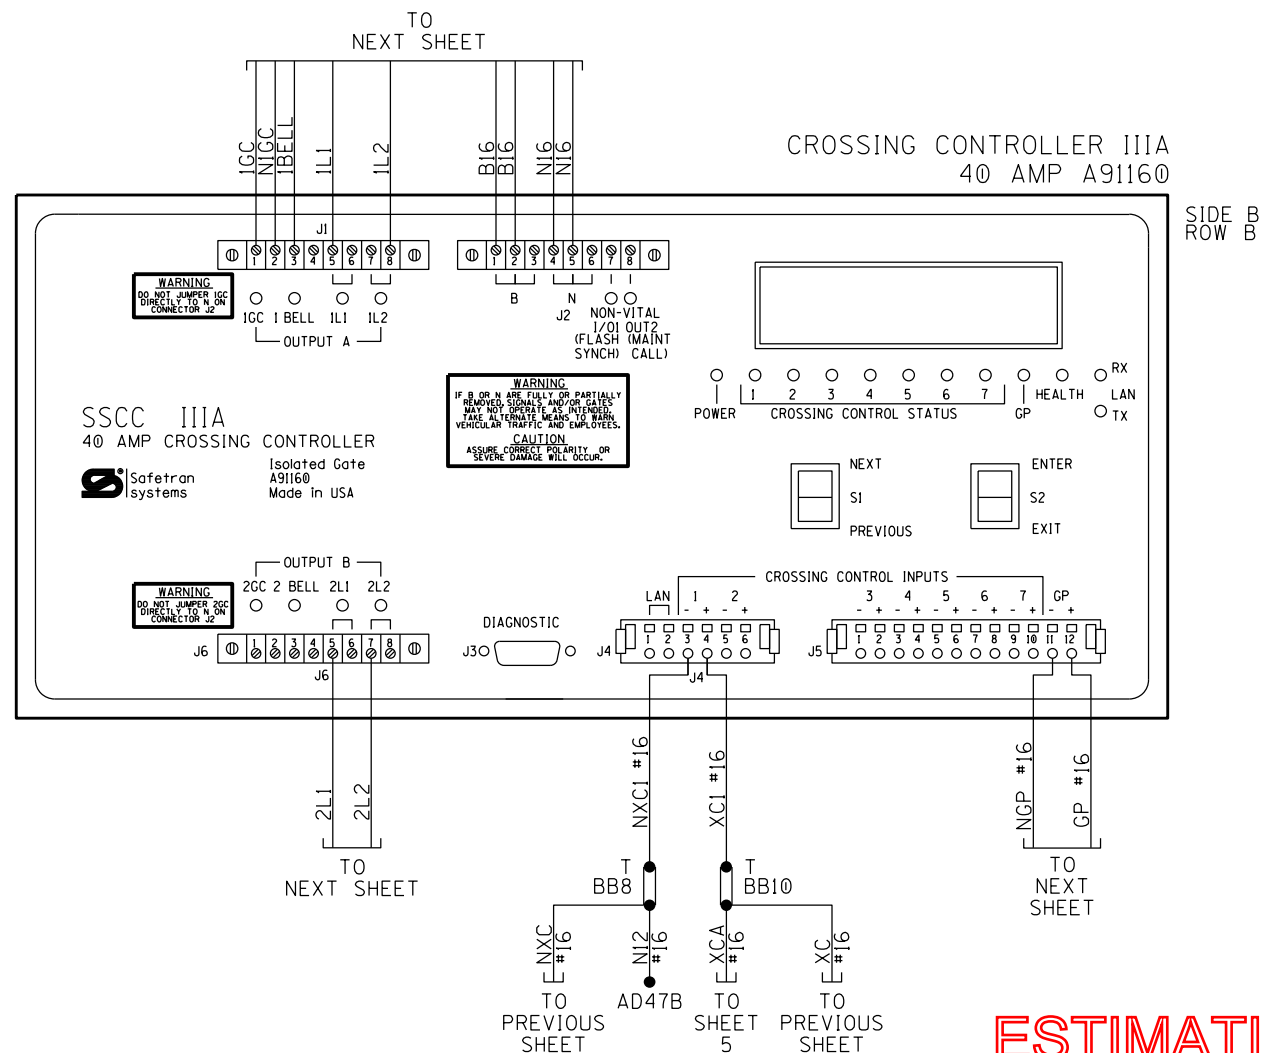 TO
NEXT SHEET
1GC
N1GC
1BELL
1L1
1L2
B16
B16
N16
N16
CROSSING CONTROLLER IIIA
40 AMP A91160
SIDE B
ROW B
J1
1 2 3 4 5 6 7 8
1 2 3 4 5 6 7 8
WARNING
DO NOT JUMPER 1GC
DIRECTLY TO N ON
CONNECTOR J2
1GC 1 BELL 1L1 1L2
OUTPUT A
B N
J2
NON-VITAL
I/O1 OUT2
(FLASH (MAINT
SYNCH) CALL)
WARNING
IF B OR N ARE FULLY OR PARTIALLY
REMOVED, SIGNALS AND/OR GATES
MAY NOT OPERATE AS INTENDED.
TAKE ALTERNATE MEANS TO WARN
VEHICULAR TRAFFIC AND EMPLOYEES.
CAUTION
ASSURE CORRECT POLARITY OR
SEVERE DAMAGE WILL OCCUR.
RX
LAN
TX
1 2 3 4 5 6 7
POWER CROSSING CONTROL STATUS GP HEALTH
SSCC IIIA
40 AMP CROSSING CONTROLLER
Isolated Gate
A91160
Made in USA
® Safetran
systems
NEXT
S1
PREVIOUS
ENTER
S2
EXIT
OUTPUT B
2GC 2 BELL 2L1 2L2
WARNING
DO NOT JUMPER 2GC
DIRECTLY TO N ON
CONNECTOR J2
J6
1 2 3 4 5 6 7 8
J6
DIAGNOSTIC
J3
CROSSING CONTROL INPUTS
LAN 1 2
- + - +
J4
1 2 3 4 5 6
J4
3 4 5 6 7 GP
- + - + - + - + - + - +
J5
1 2 3 4 5 6 7 8 9 10 11 12
2L1
2L2
TO
NEXT SHEET
NXC1 #16
XC1 #16
NGP #16
GP #16
TO
NEXT
SHEET
T
BB8
T
BB10
NXC
#16
N12
#16
XCA
#16
XC
#16
TO
PREVIOUS
SHEET
AD47B
TO
SHEET
5
TO
PREVIOUS
SHEET
ESTIMATI